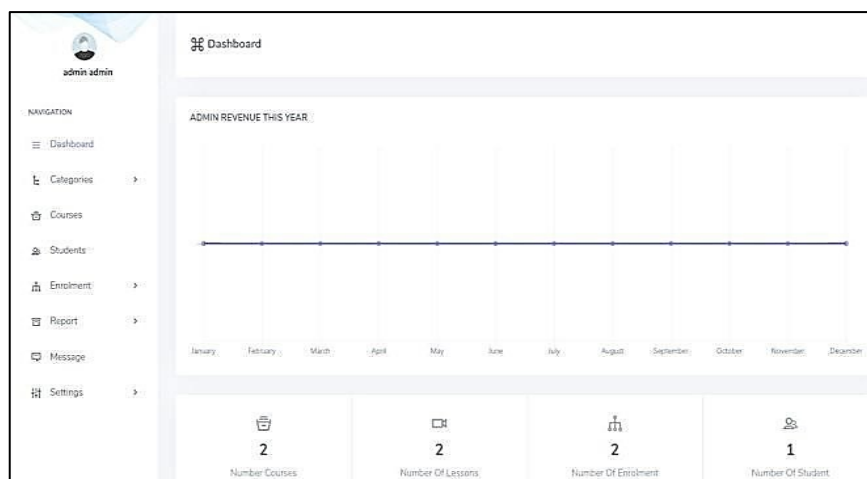 admin admin
NAVIGATION
Dashboard
Categories
Courses
Students
Enrolment
Report
Message
Settings
Dashboard
ADMIN REVENUE THIS YEAR
January February March April May June July August September October November December
2
Number Courses
2
Number Of Lessons
2
Number Of Enrolment
1
Number Of Student